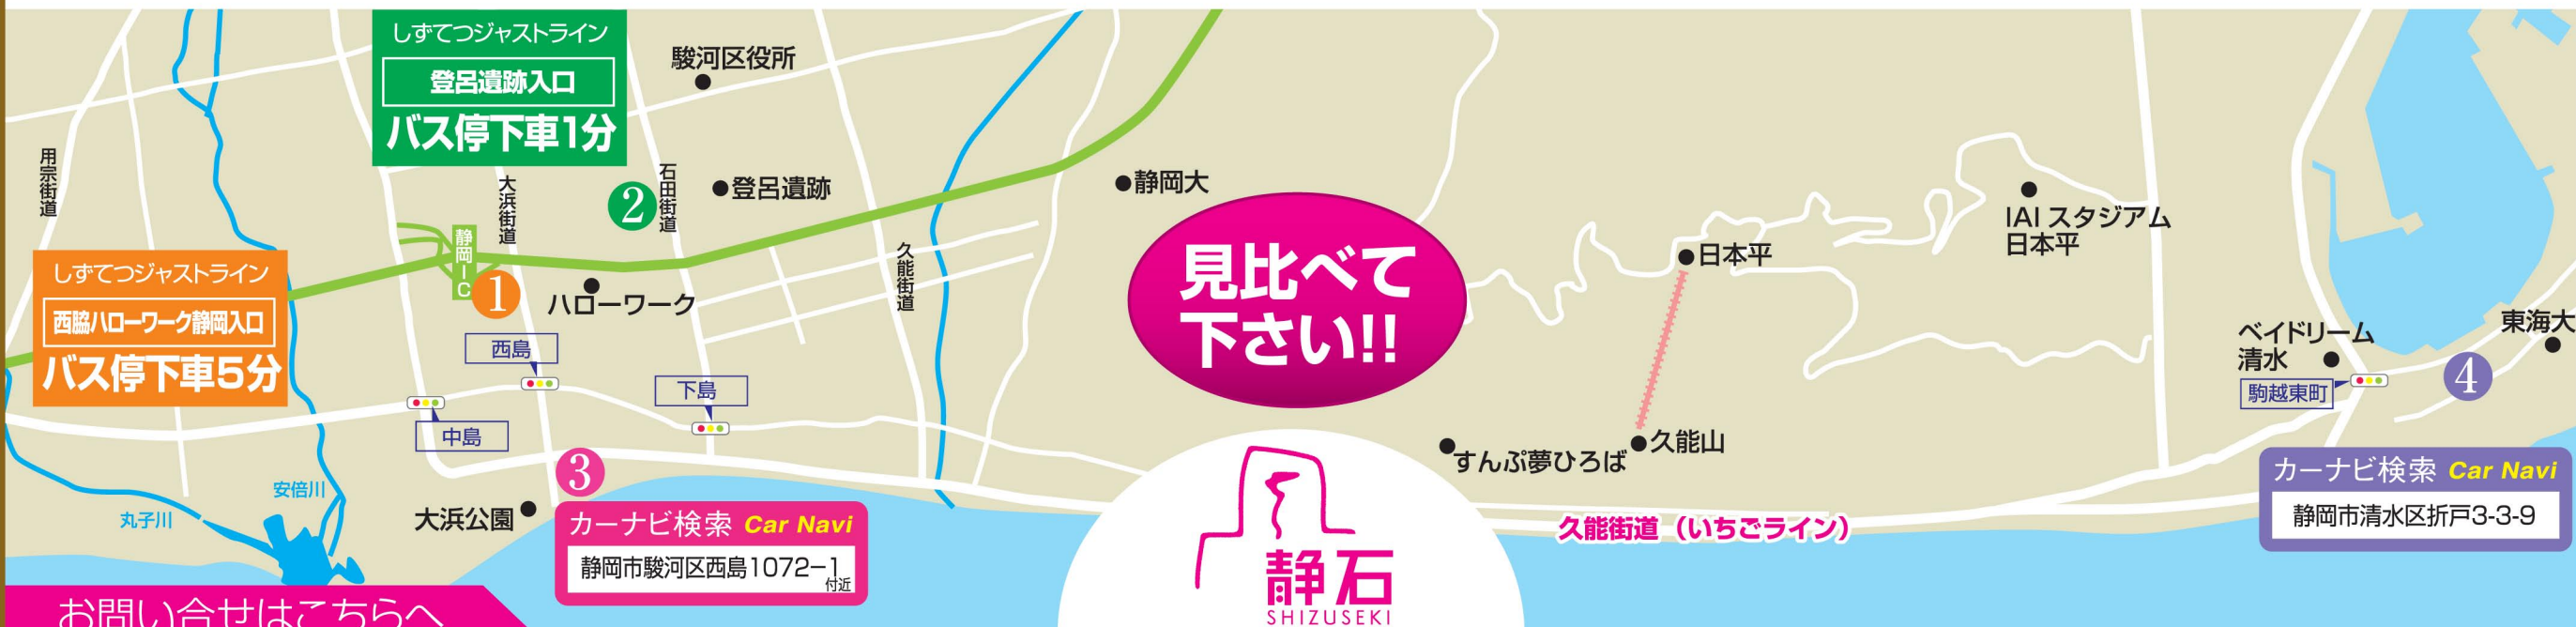 しずてつジャストライン
登呂遺跡入口
バス停下車1分
駿河区役所
用宗街道
大浜街道
2
石田街道
登呂遺跡
静岡大
IAI スタジアム
日本平
静岡IC
久能街道
見比べて
下さい!!
日本平
しずてつジャストライン
西脇ハローワーク静岡入口
バス停下車5分
1
ハローワーク
西島
下島
中島
ベイドリーム
清水
東海大
駒越東町
4
3
すんぷ夢ひろば
久能山
安倍川
丸子川
大浜公園
カーナビ検索 Car Navi
静岡市駿河区西島1072-1
付近
久能街道（いちごライン）
カーナビ検索 Car Navi
静岡市清水区折戸3-3-9
静石
SHIZUSEKI
お問い合せはこちらへ